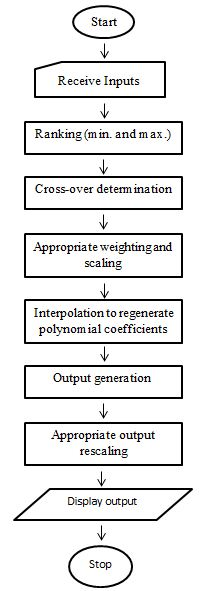 Start
Receive Inputs
Ranking (min. and max.)
Cross-over determination
Appropriate weighting and
scaling
Interpolation to regenerate
polynomial coefficients
Output generation
Appropriate output
rescaling
Display output
Stop